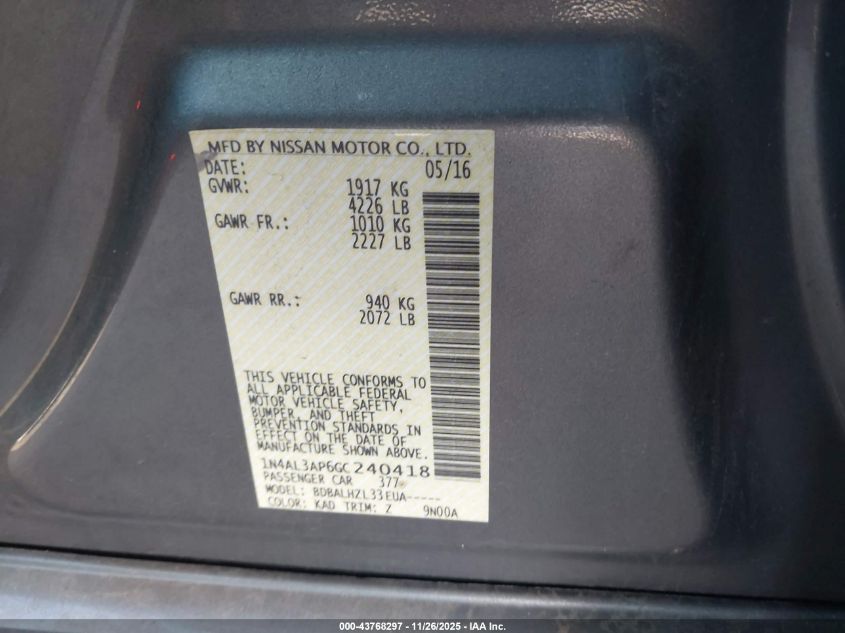 MFD BY NISSAN MOTOR CO., LTD.
DATE: 05/16
GVWR: 1917 KG
4226 LB
GAWR FR.: 1010 KG
2227 LB
GAWR RR.: 940 KG
2072 LB
THIS VEHICLE CONFORMS TO
ALL APPLICABLE FEDERAL
MOTOR VEHICLE SAFETY,
BUMPER, AND THEFT
PREVENTION STANDARDS IN
EFFECT ON THE DATE OF
MANUFACTURE SHOWN ABOVE.
1N4AL3AP6GC240418
PASSENGER CAR 377
MODEL: BDBALHZL33EUA-----
COLOR: KAD TRIM: Z 9N00A
000-43768297 - 11/26/2025 - IAA Inc.